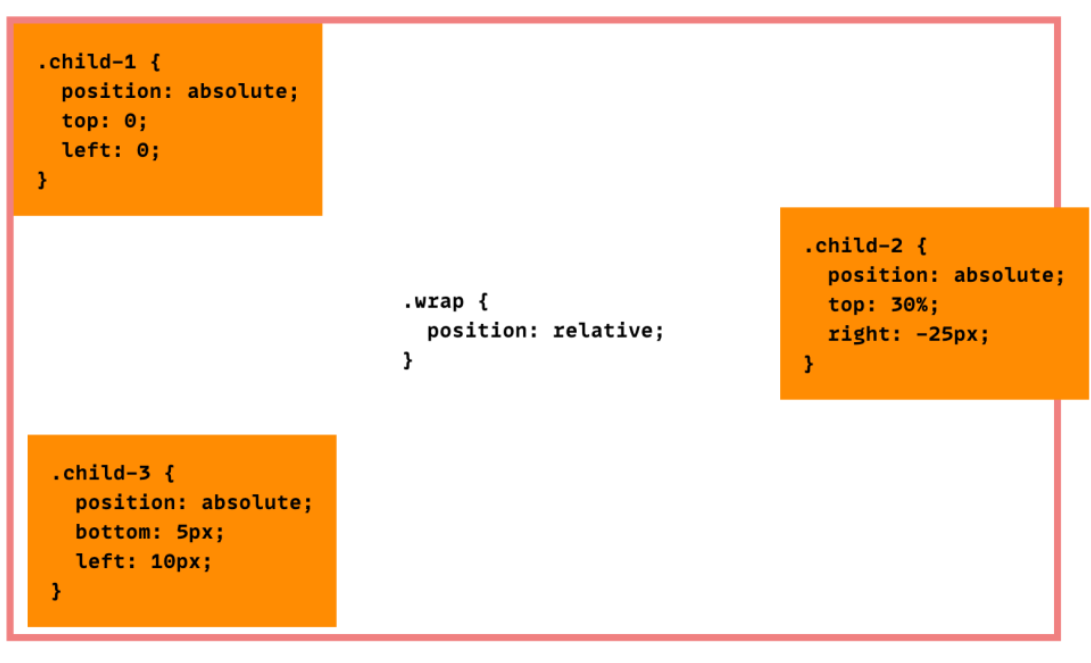 .child-1 {
  position: absolute;
  top: 0;
  left: 0;
}
.child-2 {
  position: absolute;
  top: 30%;
  right: -25px;
}
.wrap {
  position: relative;
}
.child-3 {
  position: absolute;
  bottom: 5px;
  left: 10px;
}